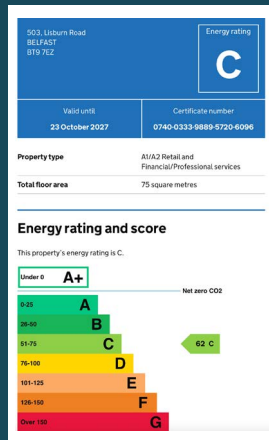 503, Lisburn Road
BELFAST
BT9 7EZ
Energy rating
C
Valid until
23 October 2027
Certificate number
0740-0333-9889-5720-6096
Property type
A1/A2 Retail and
Financial/Professional services
Total floor area
75 square metres
Energy rating and score
This property's energy rating is C.
Under 0 A+
Net zero CO2
0-25 A
26-50 B
51-75 C
62 C
76-100 D
101-125 E
126-150 F
Over 150 G